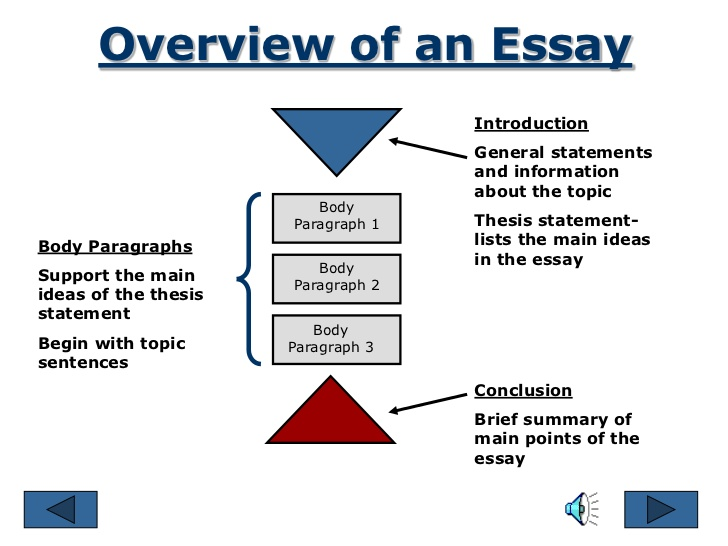 Overview of an Essay
Introduction
General statements
and information
about the topic
Thesis statement-
lists the main ideas
in the essay
Body
Paragraph 1
Body
Paragraph 2
Body
Paragraph 3
Body Paragraphs
Support the main
ideas of the thesis
statement
Begin with topic
sentences
Conclusion
Brief summary of
main points of the
essay